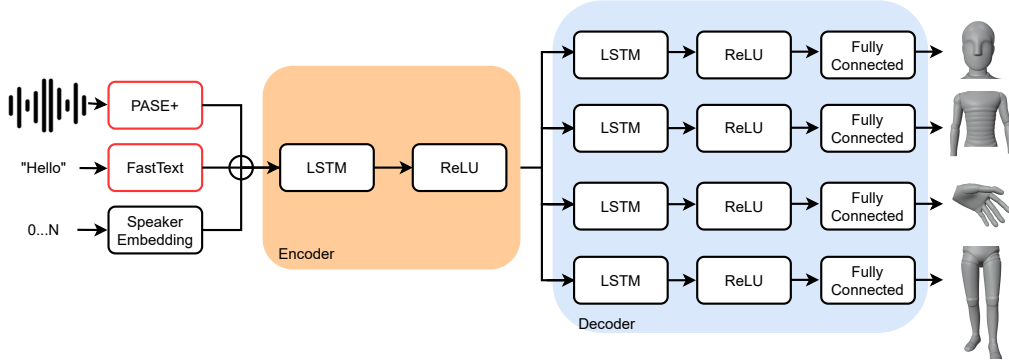 PASE+
"Hello"
FastText
0...N
Speaker
Embedding
LSTM
ReLU
Encoder
LSTM
ReLU
Fully
Connected
LSTM
ReLU
Fully
Connected
LSTM
ReLU
Fully
Connected
LSTM
ReLU
Fully
Connected
Decoder